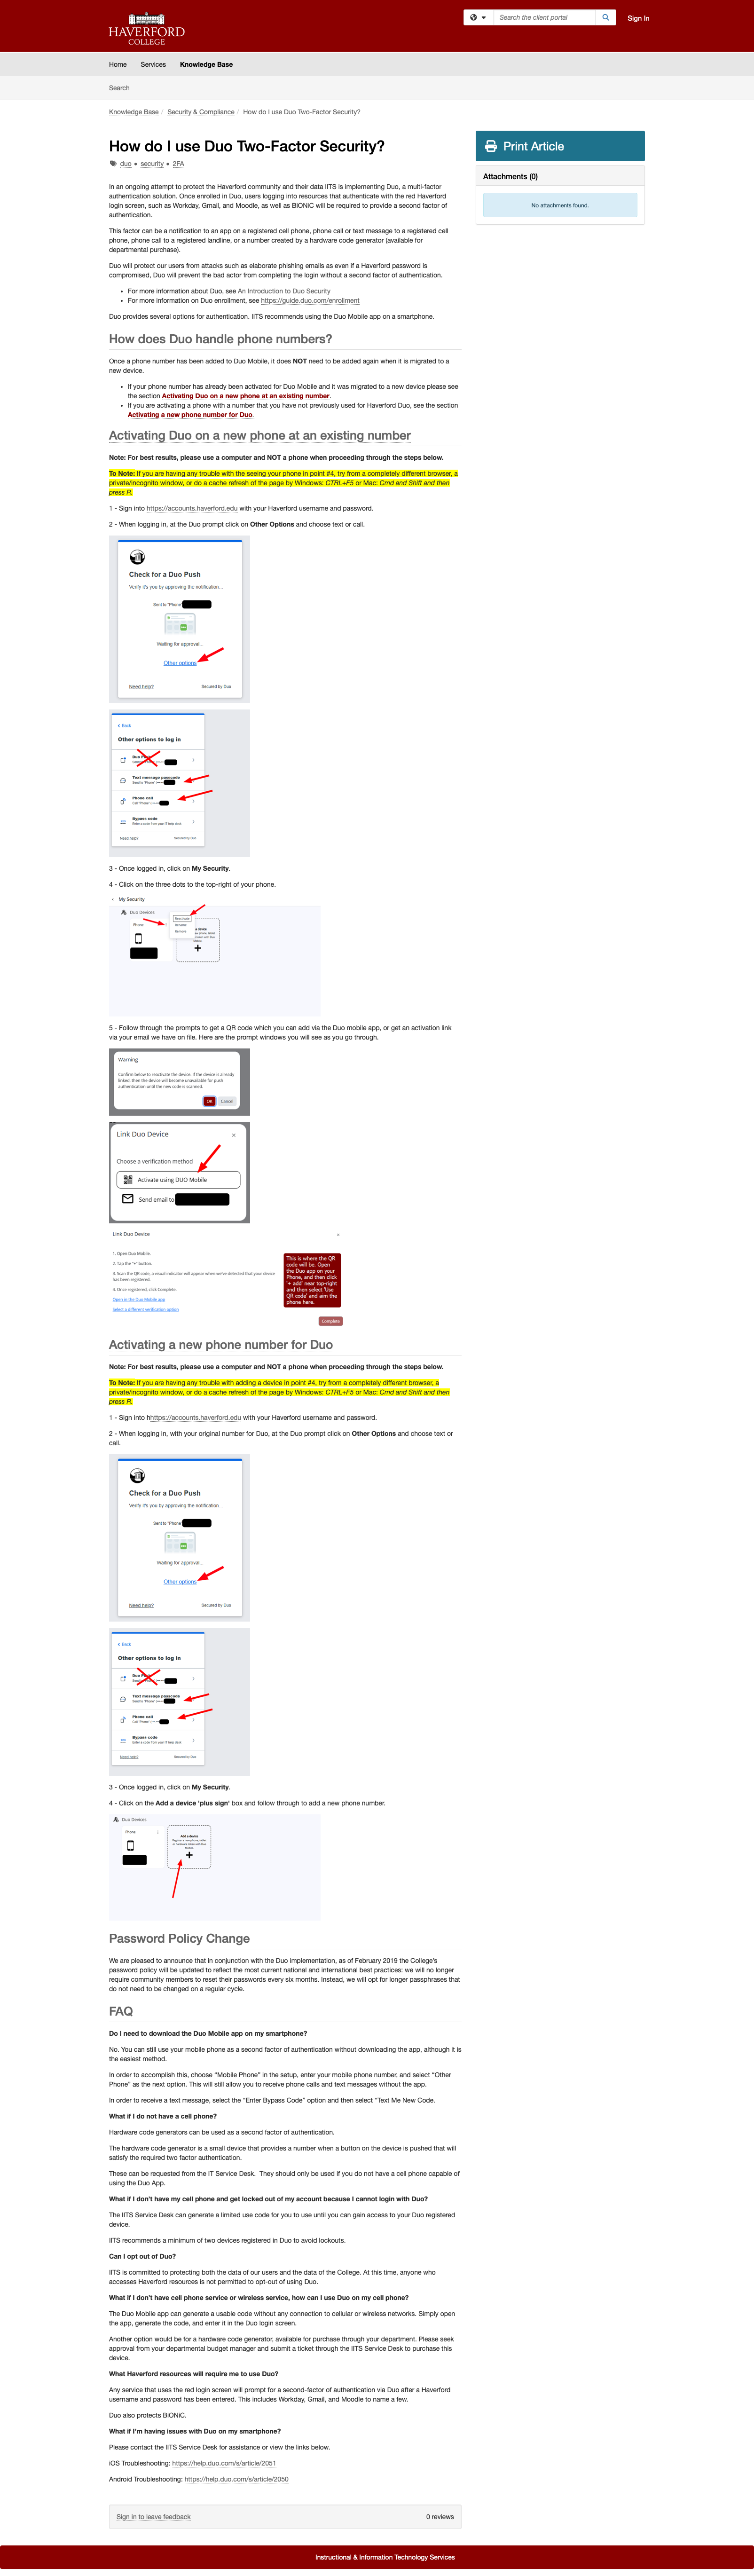 HAVERFORD
COLLEGE
Search the client portal
Sign In
Home
Services
Knowledge Base
Search
Knowledge Base / Security & Compliance / How do I use Duo Two-Factor Security?
How do I use Duo Two-Factor Security?
duo • security • 2FA
Print Article
Attachments (0)
No attachments found.
In an ongoing attempt to protect the Haverford community and their data IITS is implementing Duo, a multi-factor
authentication solution. Once enrolled in Duo, users logging into resources that authenticate with the red Haverford
login screen, such as Workday, Gmail, and Moodle, as well as BiONiC will be required to provide a second factor of
authentication.
This factor can be a notification to an app on a registered cell phone, phone call or text message to a registered cell
phone, phone call to a registered landline, or a number created by a hardware code generator (available for
departmental purchase).
Duo will protect our users from attacks such as elaborate phishing emails as even if a Haverford password is
compromised, Duo will prevent the bad actor from completing the login without a second factor of authentication.
• For more information about Duo, see An Introduction to Duo Security
• For more information on Duo enrollment, see https://guide.duo.com/enrollment
Duo provides several options for authentication. IITS recommends using the Duo Mobile app on a smartphone.
How does Duo handle phone numbers?
Once a phone number has been added to Duo Mobile, it does NOT need to be added again when it is migrated to a
new device.
• If your phone number has already been activated for Duo Mobile and it was migrated to a new device please see
the section Activating Duo on a new phone at an existing number.
• If you are activating a phone with a number that you have not previously used for Haverford Duo, see the section
Activating a new phone number for Duo.
Activating Duo on a new phone at an existing number
Note: For best results, please use a computer and NOT a phone when proceeding through the steps below.
To Note: If you are having any trouble with the seeing your phone in point #4, try from a completely different browser, a
private/incognito window, or do a cache refresh of the page by Windows: CTRL+F5 or Mac: Cmd and Shift and then
press R.
1 - Sign into https://accounts.haverford.edu with your Haverford username and password.
2 - When logging in, at the Duo prompt click on Other Options and choose text or call.
Check for a Duo Push
Verify it's you by approving the notification...
Sent to "Phone"
Waiting for approval...
Other options
Need help?
Secured by Duo
Back
Other options to log in
Text message passcode
Phone call
Bypass code
Enter a code from your IT help desk
Need help?
Secured by Duo
3 - Once logged in, click on My Security.
4 - Click on the three dots to the top-right of your phone.
My Security
Duo Devices
Phone
Reactivate
Rename
Remove
5 - Follow through the prompts to get a QR code which you can add via the Duo mobile app, or get an activation link
via your email we have on file. Here are the prompt windows you will see as you go through.
Warning
Confirm below to reactivate the device. If the device is already
linked, then the device will become unavailable for push
authentication until the new code is scanned.
OK
Cancel
Link Duo Device
×
Choose a verification method
Activate using DUO Mobile
Send email to
Link Duo Device
×
1. Open Duo Mobile.
2. Tap the "+" button.
3. Scan the QR code, a visual indicator will appear when we've detected that your device
has been registered.
4. Once registered, click Complete.
Open in the Duo Mobile app
Select a different verification option
This is where the QR
code will be. Open
the Duo app on your
Phone, and then click
'+ add' near top-right
and then select 'Use
QR code' and aim the
phone here.
Complete
Activating a new phone number for Duo
Note: For best results, please use a computer and NOT a phone when proceeding through the steps below.
To Note: If you are having any trouble with adding a device in point #4, try from a completely different browser, a
private/incognito window, or do a cache refresh of the page by Windows: CTRL+F5 or Mac: Cmd and Shift and then
press R.
1 - Sign into hhttps://accounts.haverford.edu with your Haverford username and password.
2 - When logging in, with your original number for Duo, at the Duo prompt click on Other Options and choose text or
call.
Check for a Duo Push
Verify it's you by approving the notification...
Sent to "Phone"
Waiting for approval...
Other options
Need help?
Secured by Duo
Back
Other options to log in
Text message passcode
Phone call
Bypass code
Enter a code from your IT help desk
Need help?
Secured by Duo
3 - Once logged in, click on My Security.
4 - Click on the Add a device 'plus sign' box and follow through to add a new phone number.
Duo Devices
Phone
Add a device
Password Policy Change
We are pleased to announce that in conjunction with the Duo implementation, as of February 2019 the College's
password policy will be updated to reflect the most current national and international best practices: we will no longer
require community members to reset their passwords every six months. Instead, we will opt for longer passphrases that
do not need to be changed on a regular cycle.
FAQ
Do I need to download the Duo Mobile app on my smartphone?
No. You can still use your mobile phone as a second factor of authentication without downloading the app, although it is
the easiest method.
In order to accomplish this, choose “Mobile Phone” in the setup, enter your mobile phone number, and select “Other
Phone” as the next option. This will still allow you to receive phone calls and text messages without the app.
In order to receive a text message, select the “Enter Bypass Code” option and then select “Text Me New Code.
What if I do not have a cell phone?
Hardware code generators can be used as a second factor of authentication.
The hardware code generator is a small device that provides a number when a button on the device is pushed that will
satisfy the required two factor authentication.
These can be requested from the IT Service Desk. They should only be used if you do not have a cell phone capable of
using the Duo App.
What if I don't have my cell phone and get locked out of my account because I cannot login with Duo?
The IITS Service Desk can generate a limited use code for you to use until you can gain access to your Duo registered
device.
IITS recommends a minimum of two devices registered in Duo to avoid lockouts.
Can I opt out of Duo?
IITS is committed to protecting both the data of our users and the data of the College. At this time, anyone who
accesses Haverford resources is not permitted to opt-out of using Duo.
What if I don't have cell phone service or wireless service, how can I use Duo on my cell phone?
The Duo Mobile app can generate a usable code without any connection to cellular or wireless networks. Simply open
the app, generate the code, and enter it in the Duo login screen.
Another option would be for a hardware code generator, available for purchase through your department. Please seek
approval from your departmental budget manager and submit a ticket through the IITS Service Desk to purchase this
device.
What Haverford resources will require me to use Duo?
Any service that uses the red login screen will prompt for a second-factor of authentication via Duo after a Haverford
username and password has been entered. This includes Workday, Gmail, and Moodle to name a few.
Duo also protects BiONiC.
What if I'm having issues with Duo on my smartphone?
Please contact the IITS Service Desk for assistance or view the links below.
iOS Troubleshooting: https://help.duo.com/s/article/2051
Android Troubleshooting: https://help.duo.com/s/article/2050
Sign in to leave feedback
0 reviews
Instructional & Information Technology Services